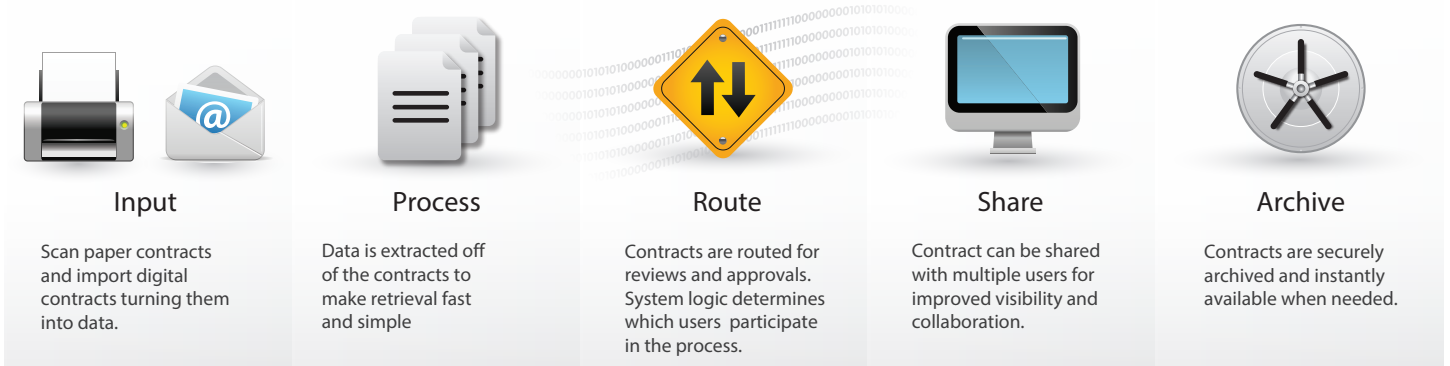 @
Input
Scan paper contracts
and import digital
contracts turning them
into data.
Process
Data is extracted off
of the contracts to
make retrieval fast
and simple
Route
Contracts are routed for
reviews and approvals.
System logic determines
which users participate
in the process.
Share
Contract can be shared
with multiple users for
improved visibility and
collaboration.
Archive
Contracts are securely
archived and instantly
available when needed.